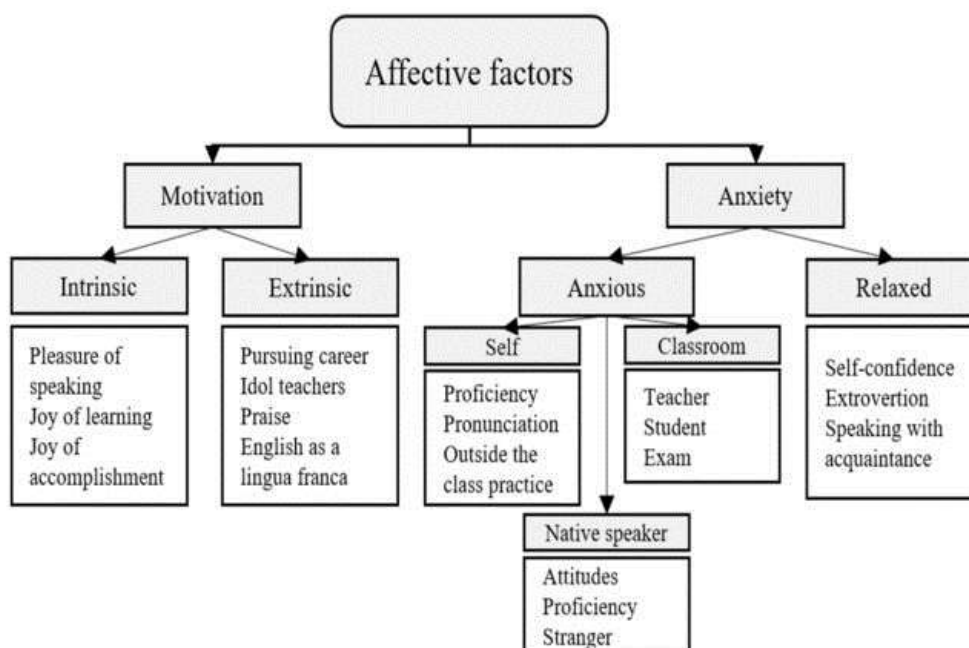 Affective factors
Motivation
Anxiety
Intrinsic
Extrinsic
Anxious
Relaxed
Pleasure of
speaking
Joy of learning
Joy of
accomplishment
Pursuing career
Idol teachers
Praise
English as a
lingua franca
Self
Proficiency
Pronunciation
Outside the
class practice
Classroom
Teacher
Student
Exam
Self-confidence
Extrovertion
Speaking with
acquaintance
Native speaker
Attitudes
Proficiency
Stranger